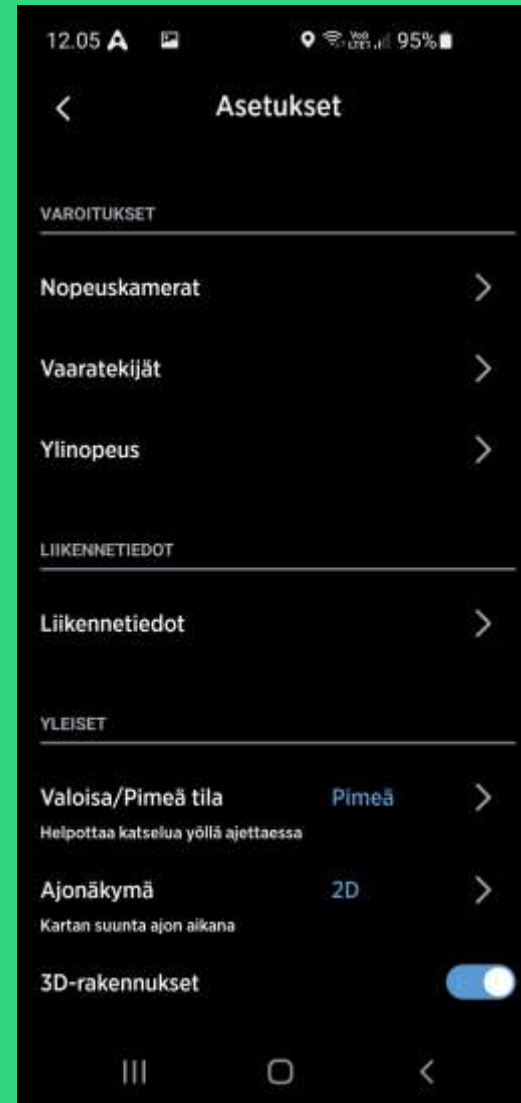 12.05 A 95%
Asetukset
VAROITUKSET
Nopeuskamerat
Vaaratekijät
Ylinopeus
LIIKENNETIEDOT
Liikennetiedot
YLEISET
Valoisa/Pimeä tila Pimeä
Helpottaa katselua yöllä ajettaessa
Ajonäkymä 2D
Kartan suunta ajon aikana
3D-rakennukset